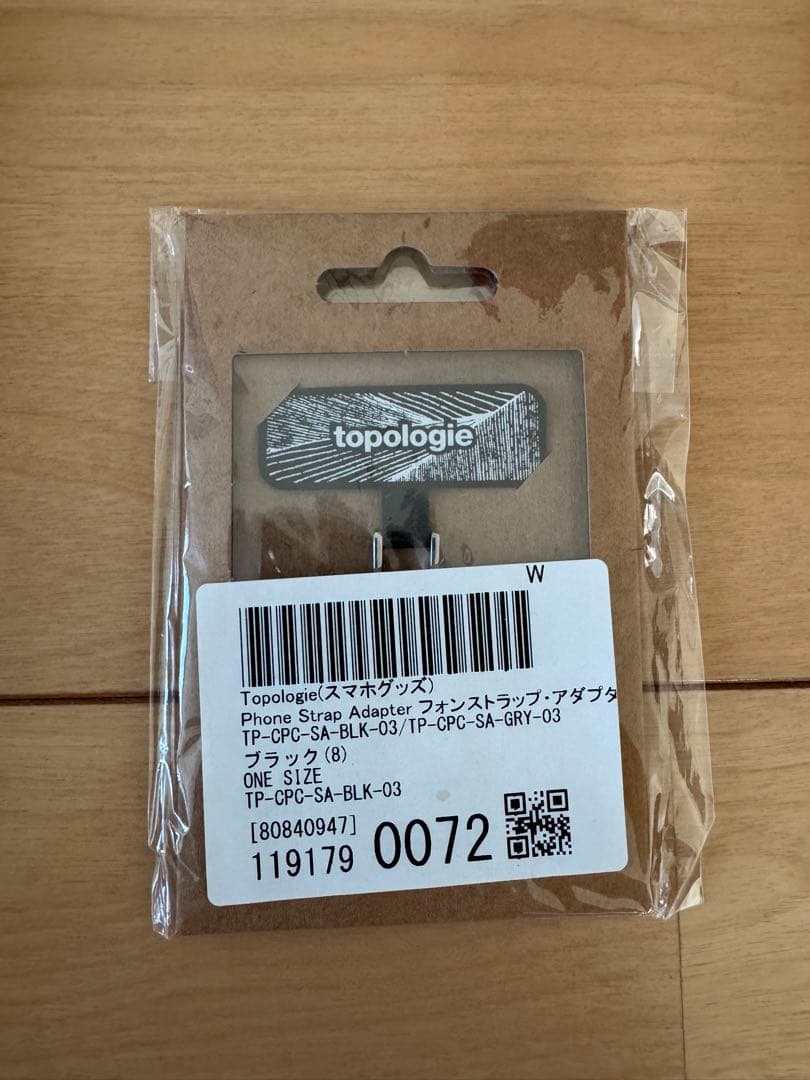 topologie
W
Topologie(スマホグッズ)
Phone Strap Adapter フォンストラップ・アダプタ
TP-CPC-SA-BLK-03/TP-CPC-SA-GRY-03
ブラック(8)
ONE SIZE
TP-CPC-SA-BLK-03
[80840947]
119179 0072